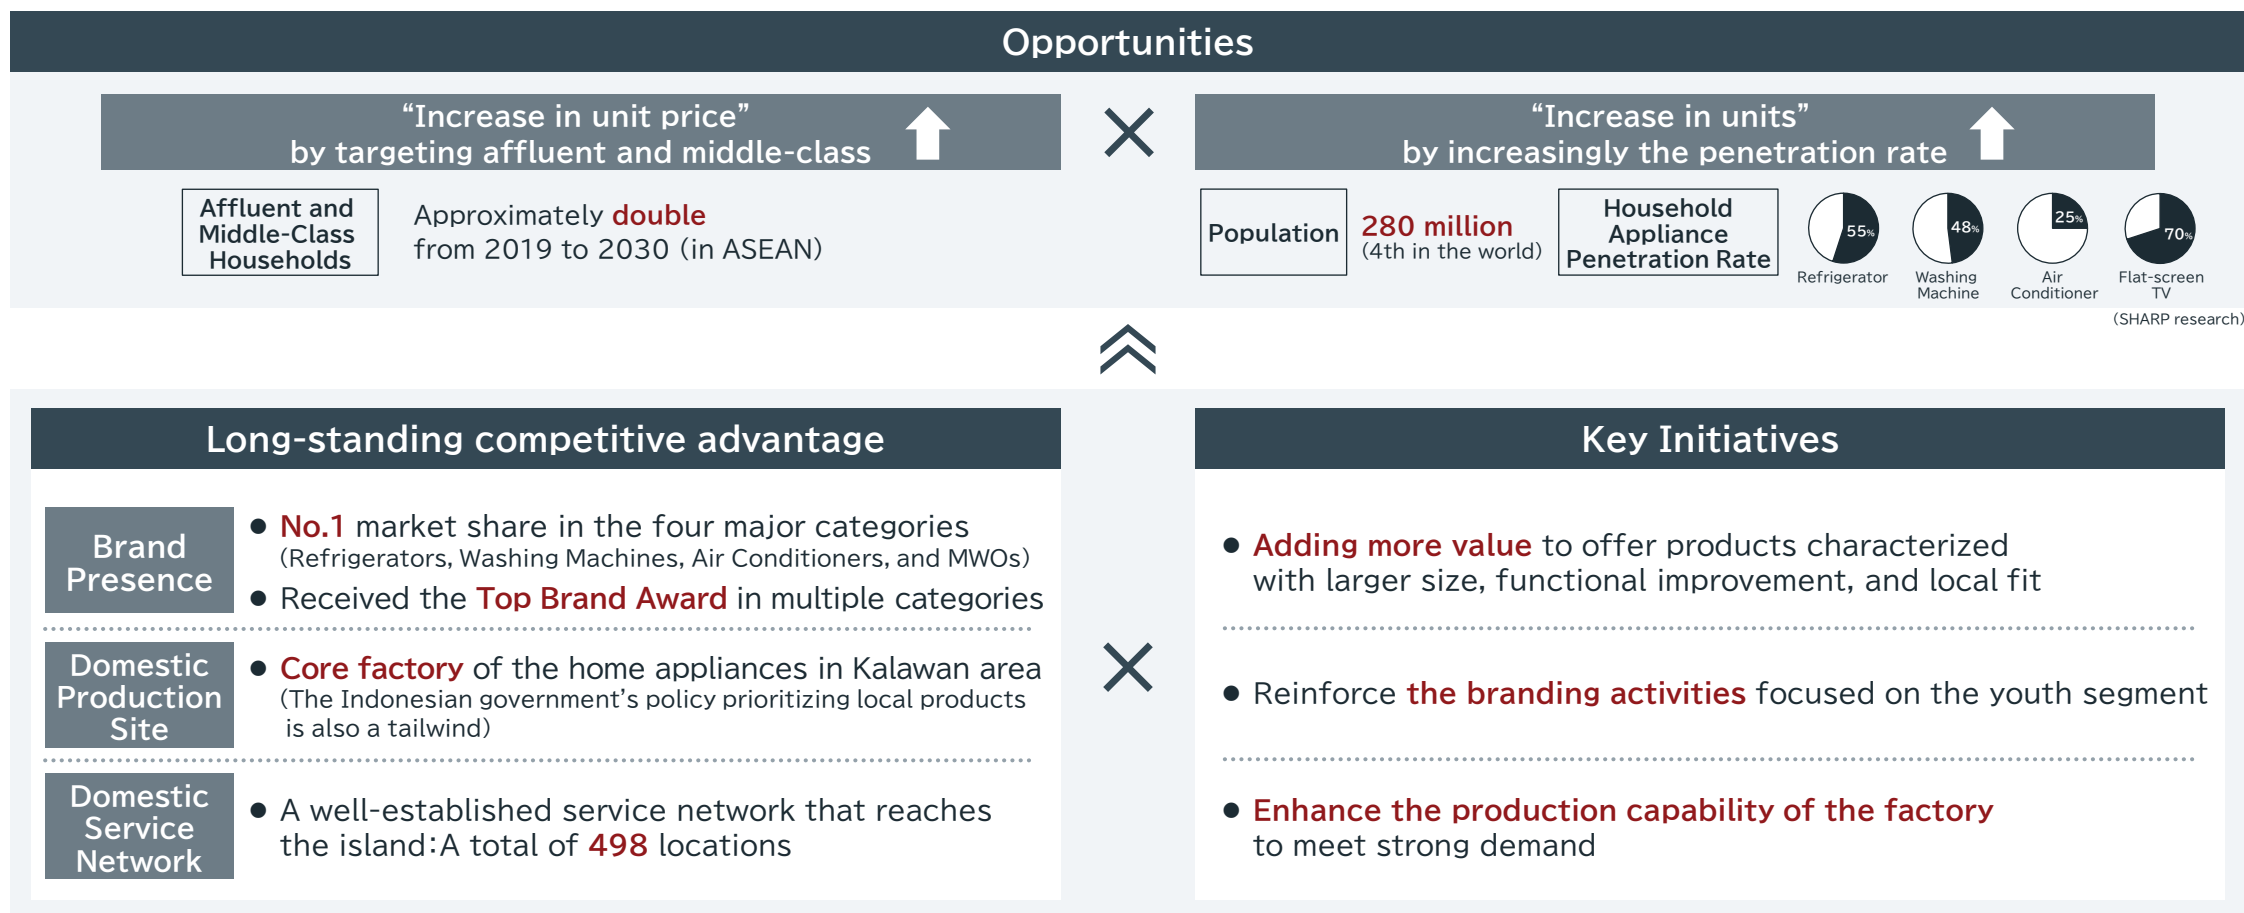 Opportunities
“Increase in unit price”
by targeting affluent and middle-class
×
“Increase in units”
by increasingly the penetration rate
Affluent and
Middle-Class
Households
Approximately double
from 2019 to 2030 (in ASEAN)
Population
280 million
(4th in the world)
Household
Appliance
Penetration Rate
55%
Refrigerator
48%
Washing
Machine
25%
Air
Conditioner
70%
Flat-screen
TV
(SHARP research)
Long-standing competitive advantage
Brand
Presence
● No.1 market share in the four major categories
(Refrigerators, Washing Machines, Air Conditioners, and MWOs)
● Received the Top Brand Award in multiple categories
Domestic
Production
Site
● Core factory of the home appliances in Kalawan area
(The Indonesian government’s policy prioritizing local products
is also a tailwind)
Domestic
Service
Network
● A well-established service network that reaches
the island:A total of 498 locations
×
Key Initiatives
● Adding more value to offer products characterized
with larger size, functional improvement, and local fit
● Reinforce the branding activities focused on the youth segment
● Enhance the production capability of the factory
to meet strong demand